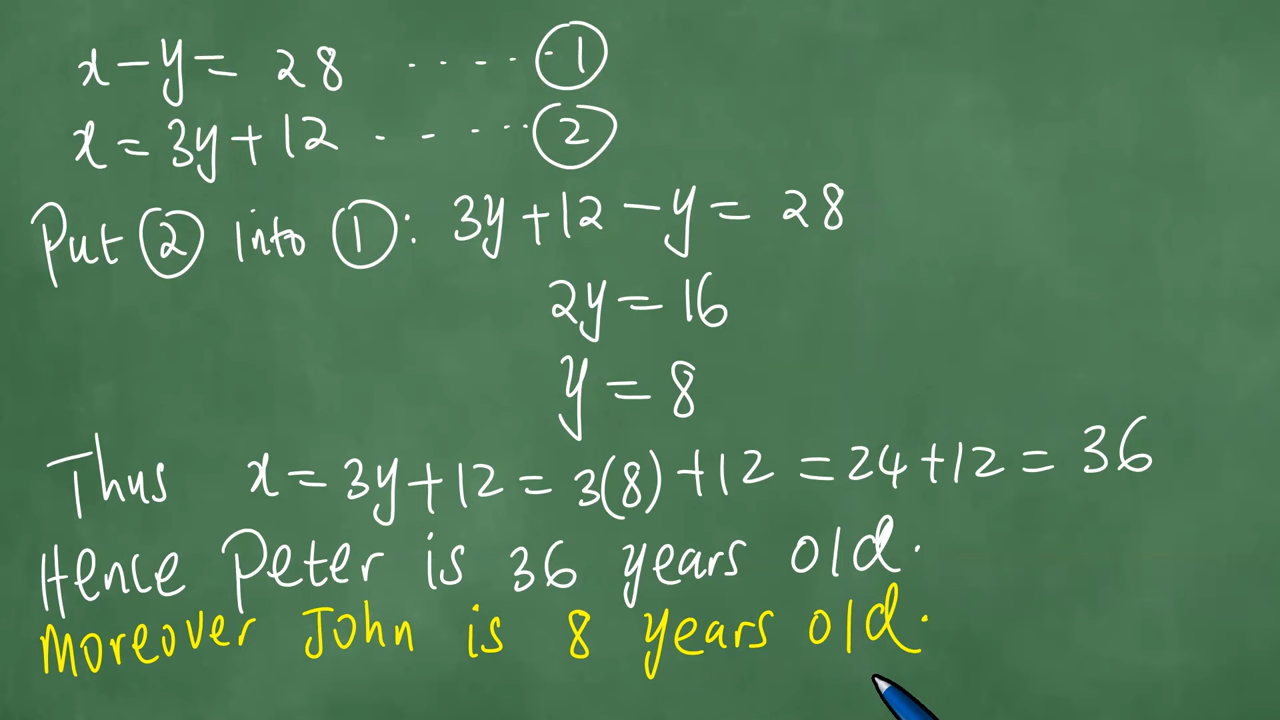 x - y = 28 ..... ①
x = 3y + 12 ..... ②
Put ② into ①: 3y + 12 - y = 28
2y = 16
y = 8
Thus x = 3y + 12 = 3(8) + 12 = 24 + 12 = 36
Hence Peter is 36 years old.
Moreover John is 8 years old.